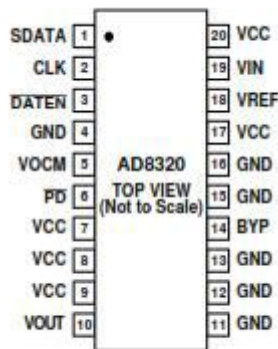 SDATA 1 20 VCC
CLK 2 19 VIN
DATEN 3 18 VREF
GND 4 17 VCC
VOCM 5 AD8320 16 GND
PD 6 TOP VIEW 15 GND
VCC 7 (Not to Scale) 14 BYP
VCC 8 13 GND
VCC 9 12 GND
VOUT 10 11 GND